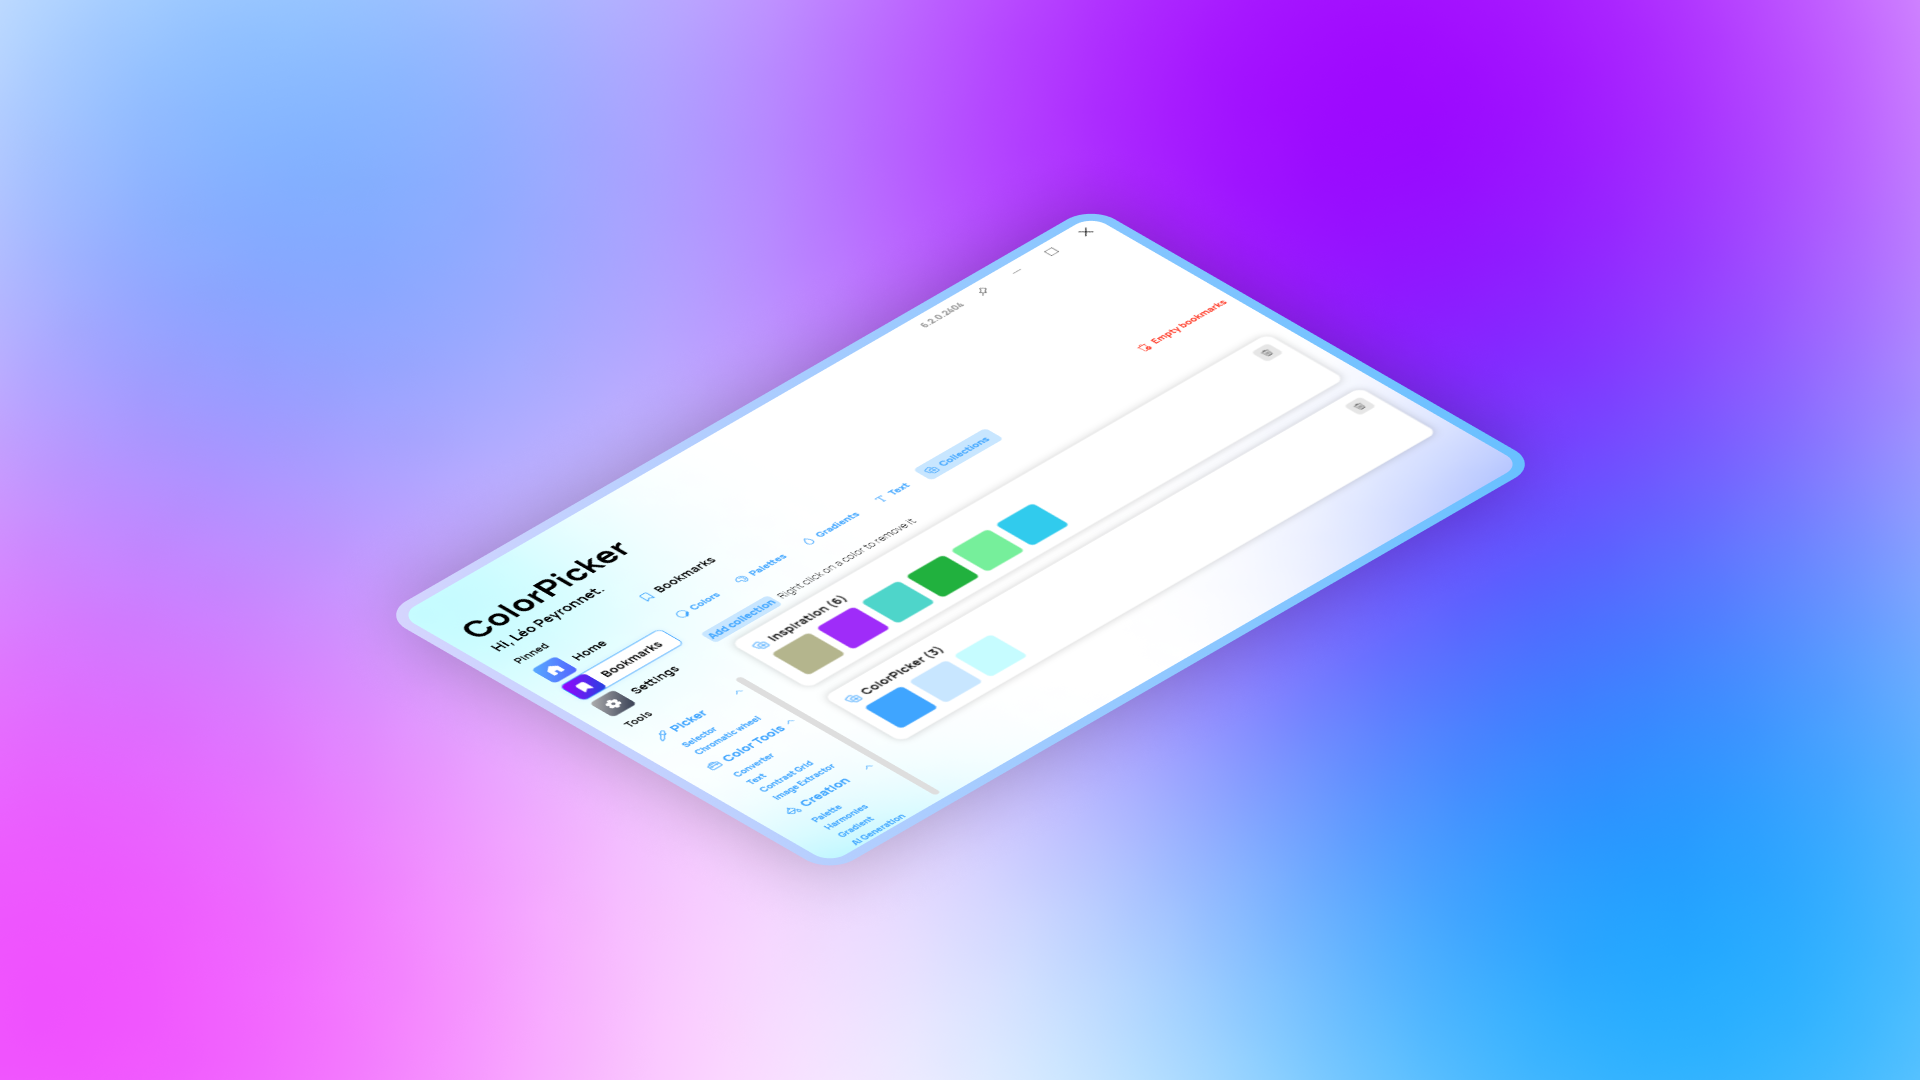 6.2.0.2404
ColorPicker
Hi, Léo Peyronnet.
Pinned
Home
Bookmarks
Settings
Tools
Picker
Selector
Chromatic wheel
Color Tools
Converter
Text
Contrast Grid
Image Extractor
Creation
Palette
Harmonies
Gradient
AI Generation
Bookmarks
Empty bookmarks
Colors
Palettes
Gradients
Text
Collections
Add collection Right click on a color to remove it.
Inspiration (6)
ColorPicker (3)